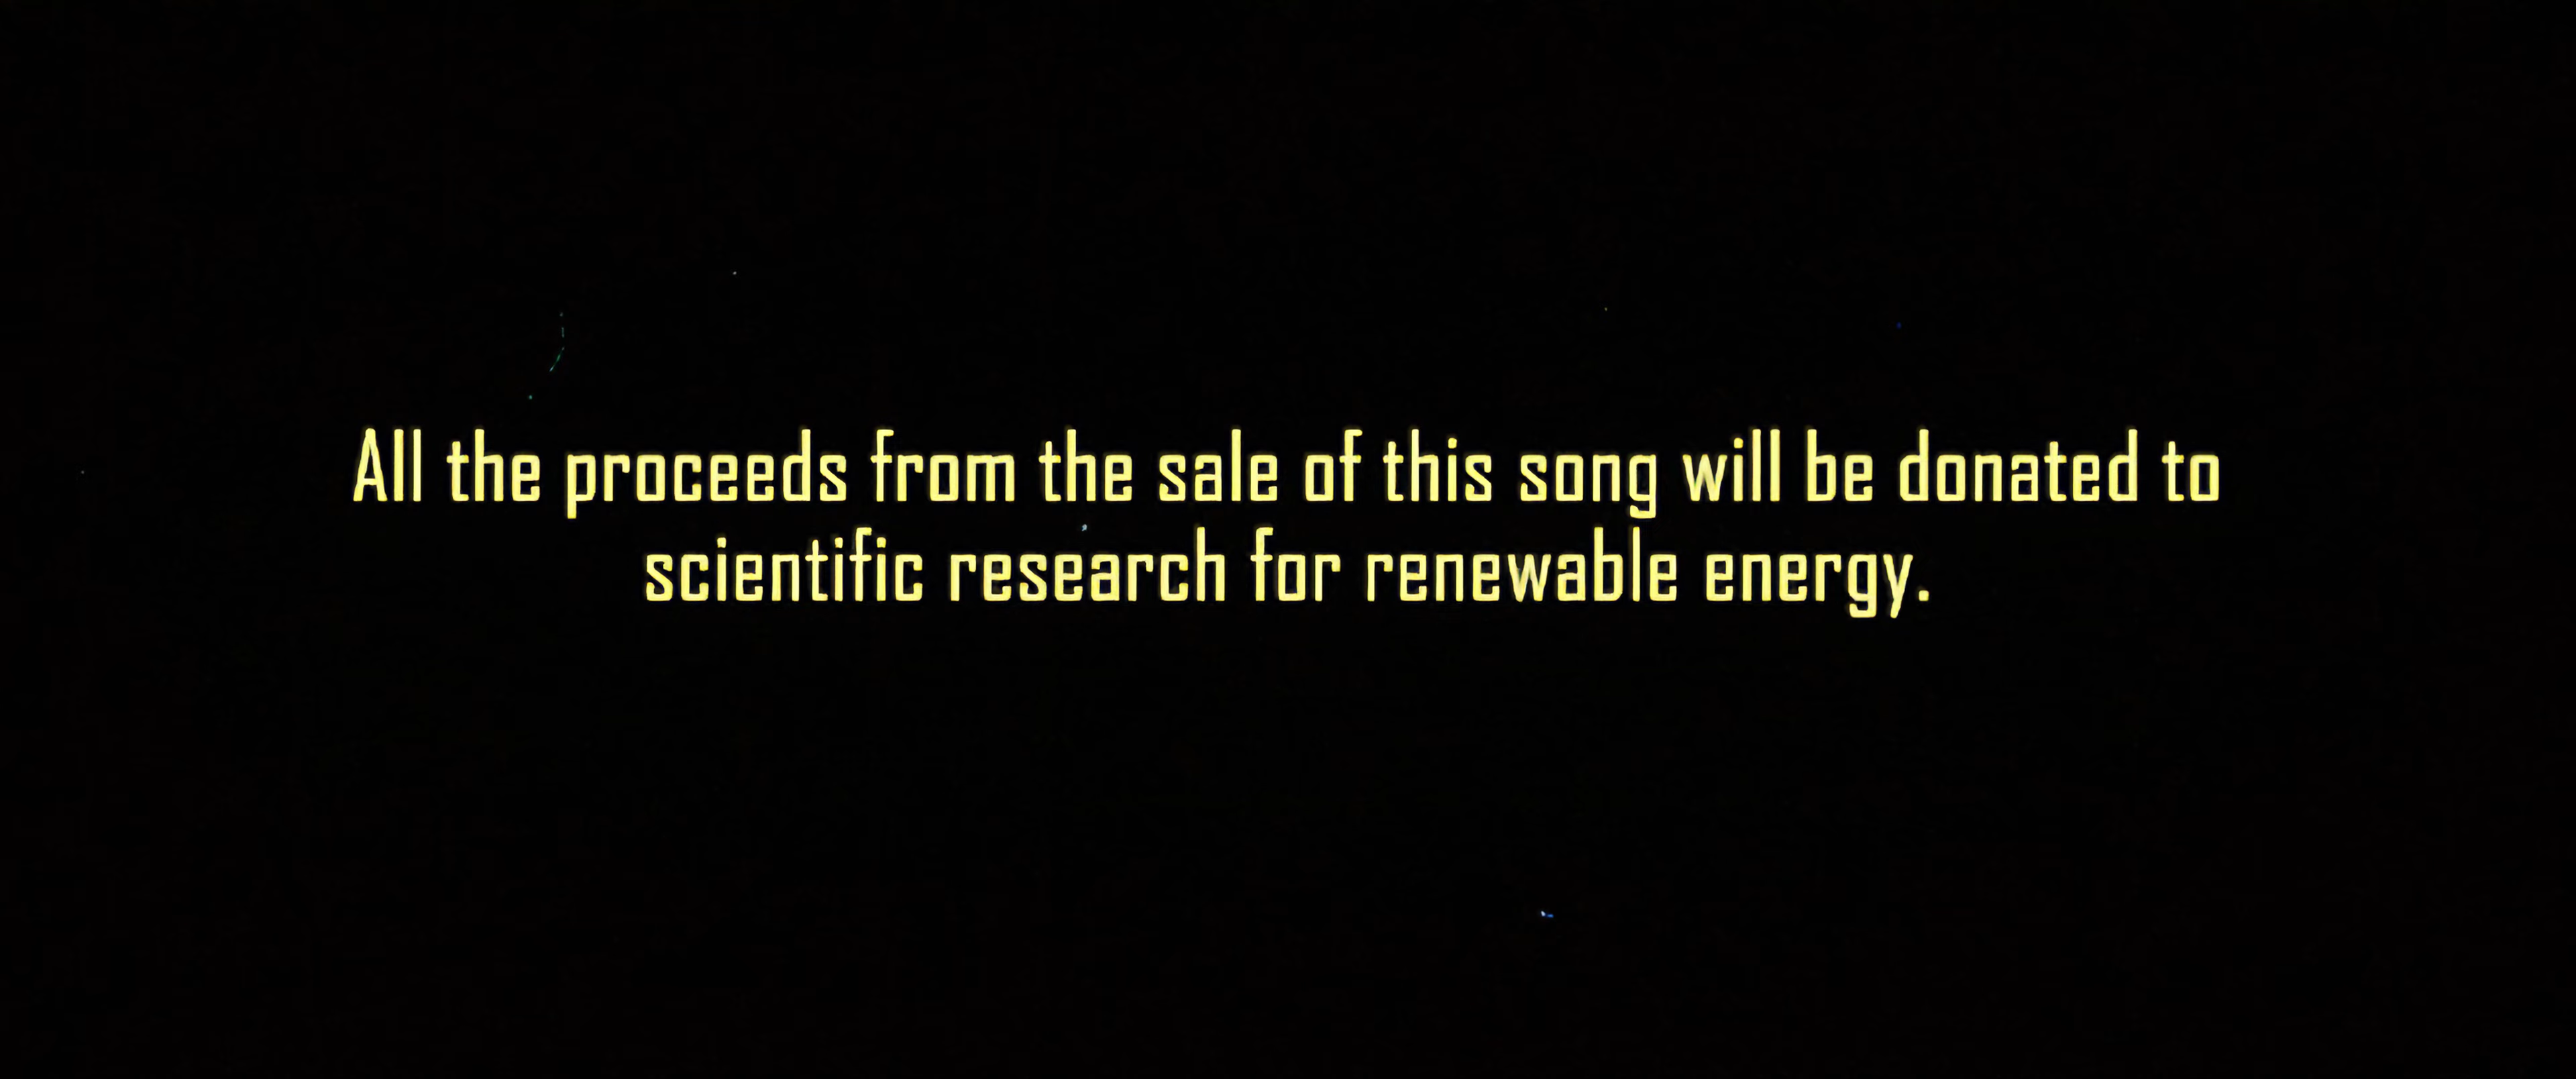 All the proceeds from the sale of this song will be donated to
scientific research for renewable energy.